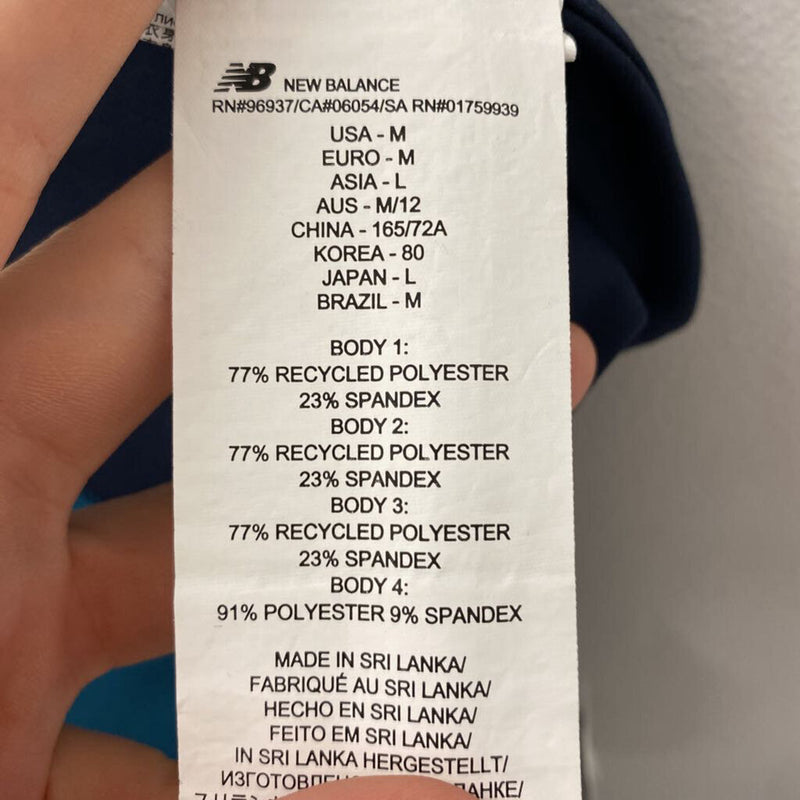 NB NEW BALANCE
RN#96937/CA#06054/SA RN#01759939
USA - M
EURO - M
ASIA - L
AUS - M/12
CHINA - 165/72A
KOREA - 80
JAPAN - L
BRAZIL - M
BODY 1:
77% RECYCLED POLYESTER
23% SPANDEX
BODY 2:
77% RECYCLED POLYESTER
23% SPANDEX
BODY 3:
77% RECYCLED POLYESTER
23% SPANDEX
BODY 4:
91% POLYESTER 9% SPANDEX
MADE IN SRI LANKA/
FABRIQUÉ AU SRI LANKA/
HECHO EN SRI LANKA/
FEITO EM SRI LANKA/
IN SRI LANKA HERGESTELLT/